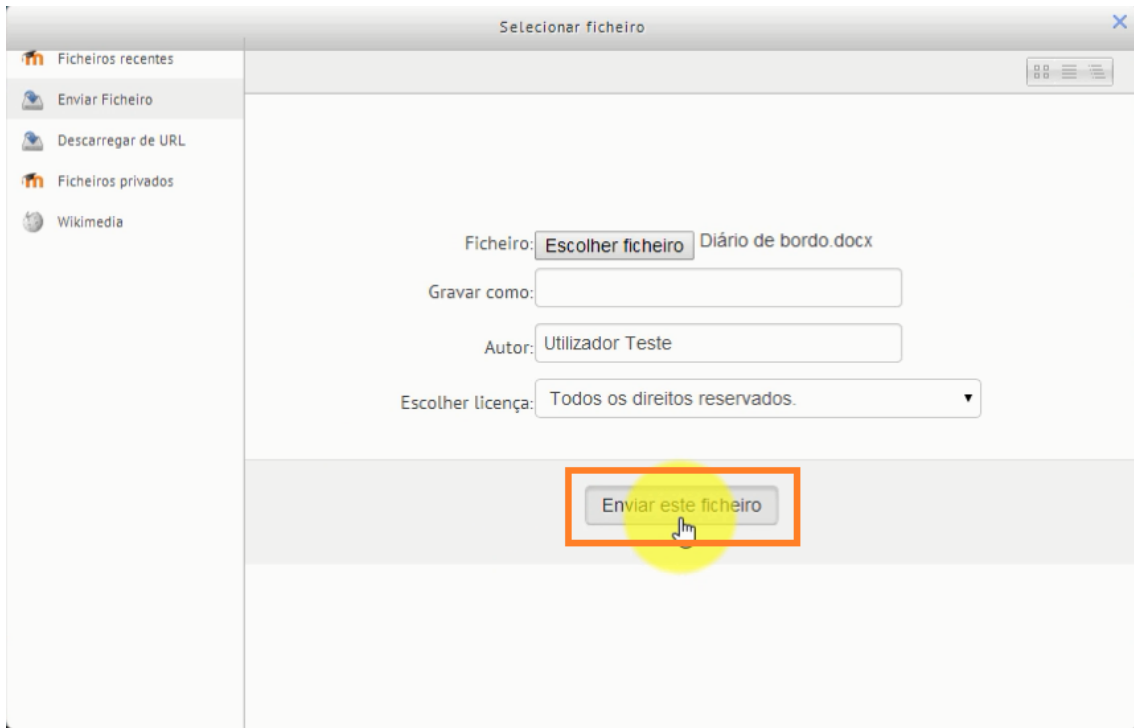 Selecionar ficheiro
Ficheiros recentes
Enviar Ficheiro
Descarregar de URL
Ficheiros privados
Wikimedia
Ficheiro: Escolher ficheiro Diário de bordo.docx
Gravar como:
Autor: Utilizador Teste
Escolher licença: Todos os direitos reservados.
Enviar este ficheiro